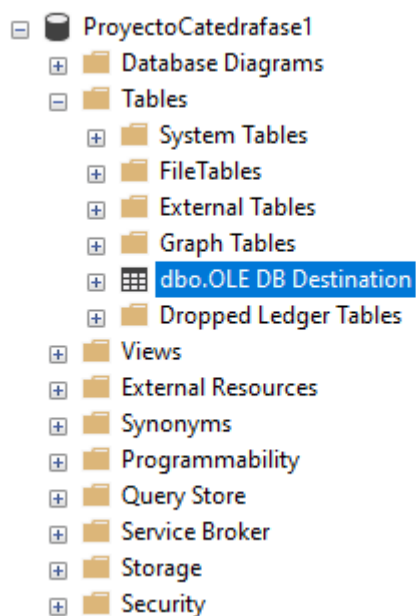 ProyectoCatedrafase1
Database Diagrams
Tables
System Tables
FileTables
External Tables
Graph Tables
dbo.OLE DB Destination
Dropped Ledger Tables
Views
External Resources
Synonyms
Programmability
Query Store
Service Broker
Storage
Security